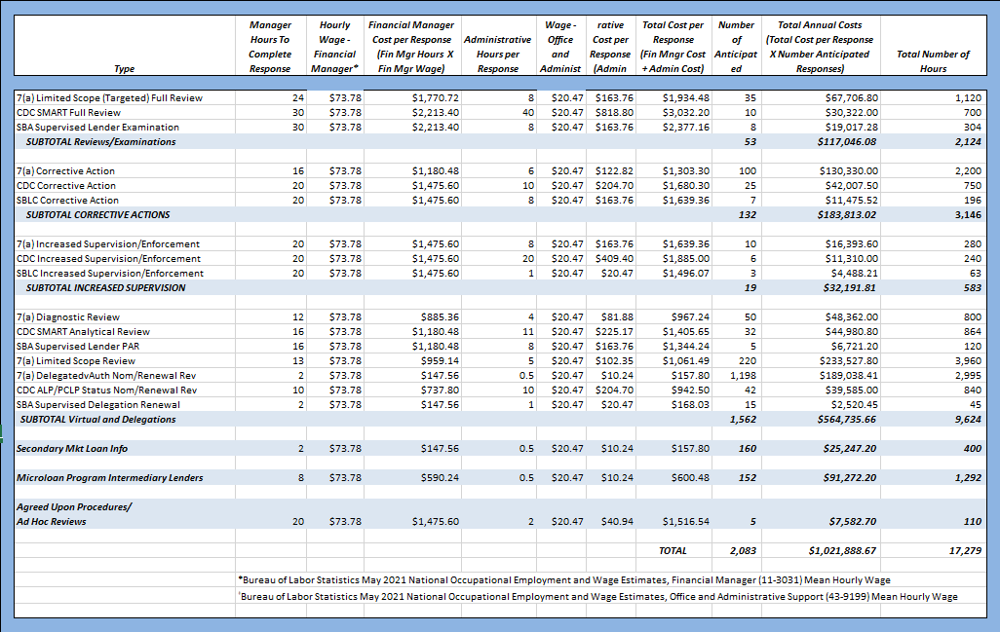 Manager Hourly Financial Manager Wage - rative Total Cost per Number Total Annual Costs
Hours To Wage - Cost per Response Administrative Office Cost per Response of (Total Cost per Response
Complete Financial (Fin Mgr Hours X Hours per and Response (Fin Mngr Cost Anticipat X Number Anticipated Total Number of
Type Response Manager* Fin Mgr Wage) Response Administ (Admin + Admin Cost) ed Responses) Hours
7(a) Limited Scope (Targeted) Full Review 24 $73.78 $1,770.72 8 $20.47 $163.76 $1,934.48 35 $67,706.80 1,120
CDC SMART Full Review 30 $73.78 $2,213.40 40 $20.47 $818.80 $3,032.20 10 $30,322.00 700
SBA Supervised Lender Examination 30 $73.78 $2,213.40 8 $20.47 $163.76 $2,377.16 8 $19,017.28 304
SUBTOTAL Reviews/Examinations 53 $117,046.08 2,124
7(a) Corrective Action 16 $73.78 $1,180.48 6 $20.47 $122.82 $1,303.30 100 $130,330.00 2,200
CDC Corrective Action 20 $73.78 $1,475.60 10 $20.47 $204.70 $1,680.30 25 $42,007.50 750
SBLC Corrective Action 20 $73.78 $1,475.60 8 $20.47 $163.76 $1,639.36 7 $11,475.52 196
SUBTOTAL CORRECTIVE ACTIONS 132 $183,813.02 3,146
7(a) Increased Supervision/Enforcement 20 $73.78 $1,475.60 8 $20.47 $163.76 $1,639.36 10 $16,393.60 280
CDC Increased Supervision/Enforcement 20 $73.78 $1,475.60 20 $20.47 $409.40 $1,885.00 6 $11,310.00 240
SBLC Increased Supervision/Enforcement 20 $73.78 $1,475.60 1 $20.47 $20.47 $1,496.07 3 $4,488.21 63
SUBTOTAL INCREASED SUPERVISION 19 $32,191.81 583
7(a) Diagnostic Review 12 $73.78 $885.36 4 $20.47 $81.88 $967.24 50 $48,362.00 800
CDC SMART Analytical Review 16 $73.78 $1,180.48 11 $20.47 $225.17 $1,405.65 32 $44,980.80 864
SBA Supervised Lender PAR 16 $73.78 $1,180.48 8 $20.47 $163.76 $1,344.24 5 $6,721.20 120
7(a) Limited Scope Review 13 $73.78 $959.14 5 $20.47 $102.35 $1,061.49 220 $233,527.80 3,960
7(a) DelegatedvAuth Nom/Renewal Rev 2 $73.78 $147.56 0.5 $20.47 $10.24 $157.80 1,198 $189,038.41 2,995
CDC ALP/PCLP Status Nom/Renewal Rev 10 $73.78 $737.80 10 $20.47 $204.70 $942.50 42 $39,585.00 840
SBA Supervised Delegation Renewal 2 $73.78 $147.56 1 $20.47 $20.47 $168.03 15 $2,520.45 45
SUBTOTAL Virtual and Delegations 1,562 $564,735.66 9,624
Secondary Mkt Loan Info 2 $73.78 $147.56 0.5 $20.47 $10.24 $157.80 160 $25,247.20 400
Microloan Program Intermediary Lenders 8 $73.78 $590.24 0.5 $20.47 $10.24 $600.48 152 $91,272.20 1,292
Agreed Upon Procedures/
Ad Hoc Reviews 20 $73.78 $1,475.60 2 $20.47 $40.94 $1,516.54 5 $7,582.70 110
TOTAL 2,083 $1,021,888.67 17,279
*Bureau of Labor Statistics May 2021 National Occupational Employment and Wage Estimates, Financial Manager (11-3031) Mean Hourly Wage
'Bureau of Labor Statistics May 2021 National Occupational Employment and Wage Estimates, Office and Administrative Support (43-9199) Mean Hourly Wage